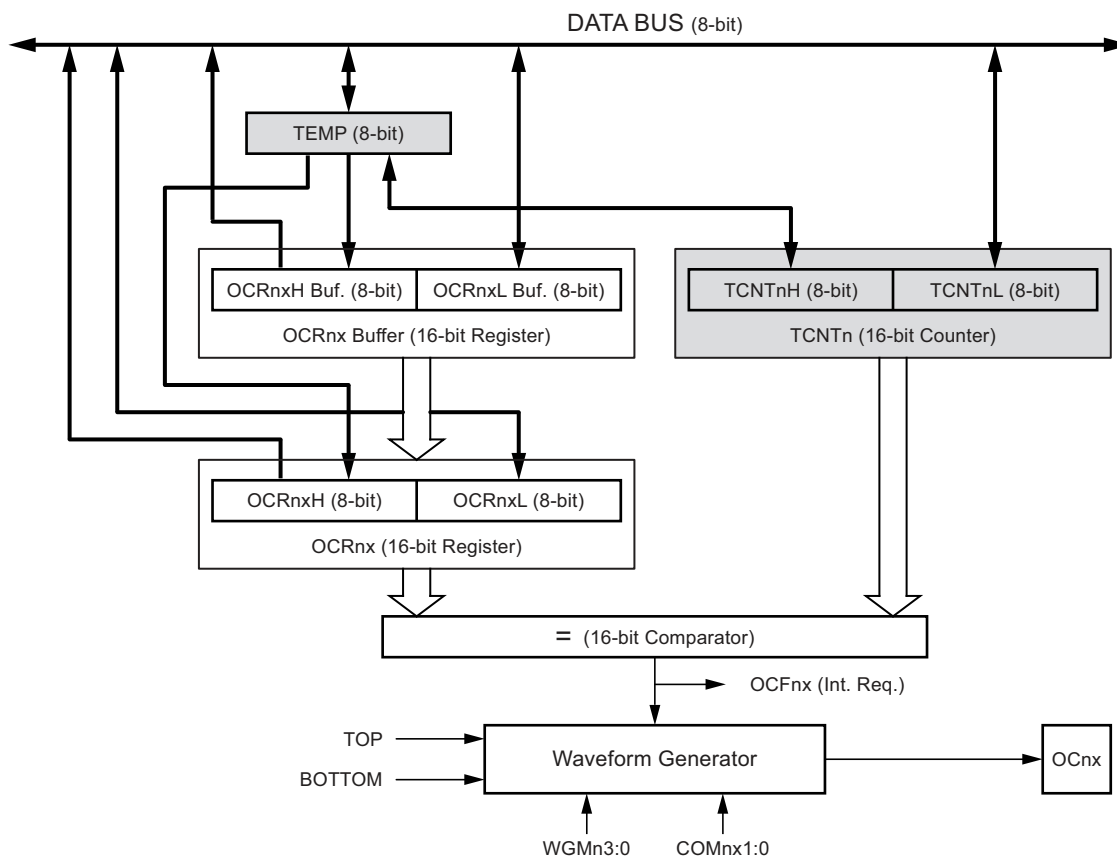 DATA BUS (8-bit)
TEMP (8-bit)
OCRnxH Buf. (8-bit)
OCRnxL Buf. (8-bit)
TCNTnH (8-bit)
TCNTnL (8-bit)
OCRnx Buffer (16-bit Register)
TCNTn (16-bit Counter)
OCRnxH (8-bit)
OCRnxL (8-bit)
OCRnx (16-bit Register)
= (16-bit Comparator)
OCFnx (Int. Req.)
TOP
BOTTOM
Waveform Generator
OCnx
WGMn3:0
COMnx1:0